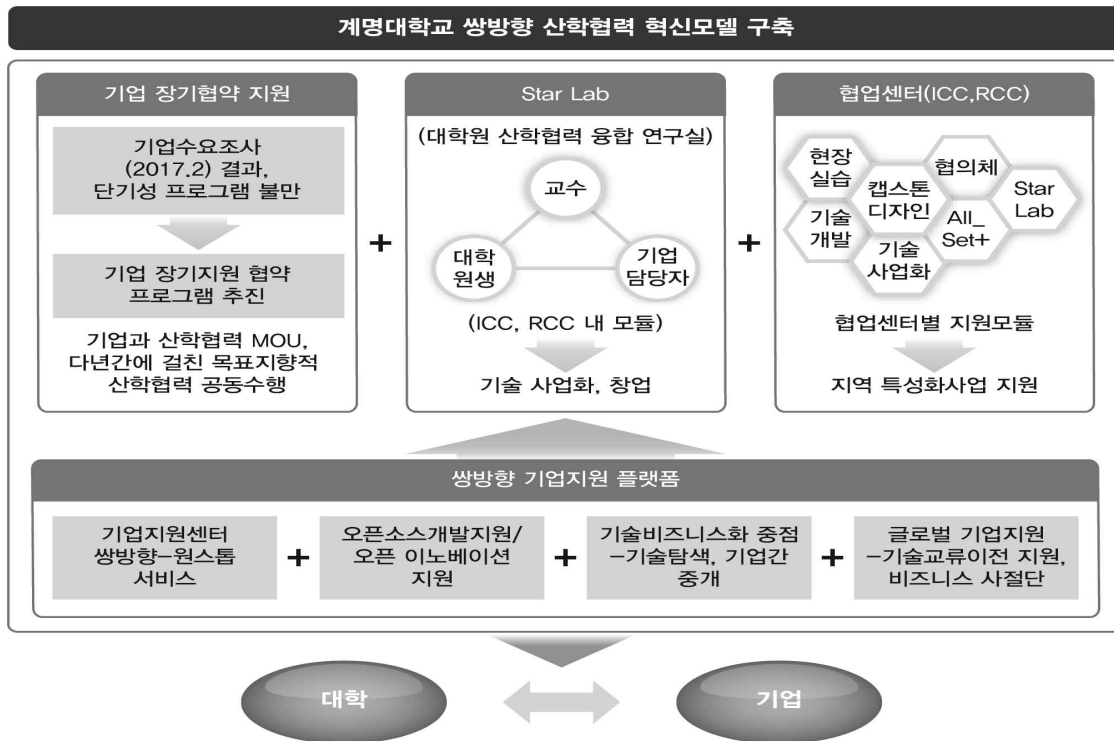 계명대학교 쌍방향 산학협력 혁신모델 구축
기업 장기협약 지원
기업수요조사
(2017.2) 결과,
단기성 프로그램 불만
기업 장기지원 협약
프로그램 추진
기업과 산학협력 MOU,
다년간에 걸친 목표지향적
산학협력 공동수행
+
Star Lab
(대학원 산학협력 융합 연구실)
교수
대학
원생
기업
담당자
(ICC, RCC 내 모듈)
기술 사업화, 창업
+
협업센터(ICC,RCC)
현장
실습
캡스톤
디자인
협의체
Star
Lab
기술
개발
All_
Set+
기술
사업화
협업센터별 지원모듈
지역 특성화사업 지원
쌍방향 기업지원 플랫폼
기업지원센터
쌍방향-원스톱
서비스
+
오픈소스개발지원/
오픈 이노베이션
지원
+
기술비즈니스화 중점
-기술탐색, 기업간
중개
+
글로벌 기업지원
-기술교류이전 지원,
비즈니스 사절단
대학
기업